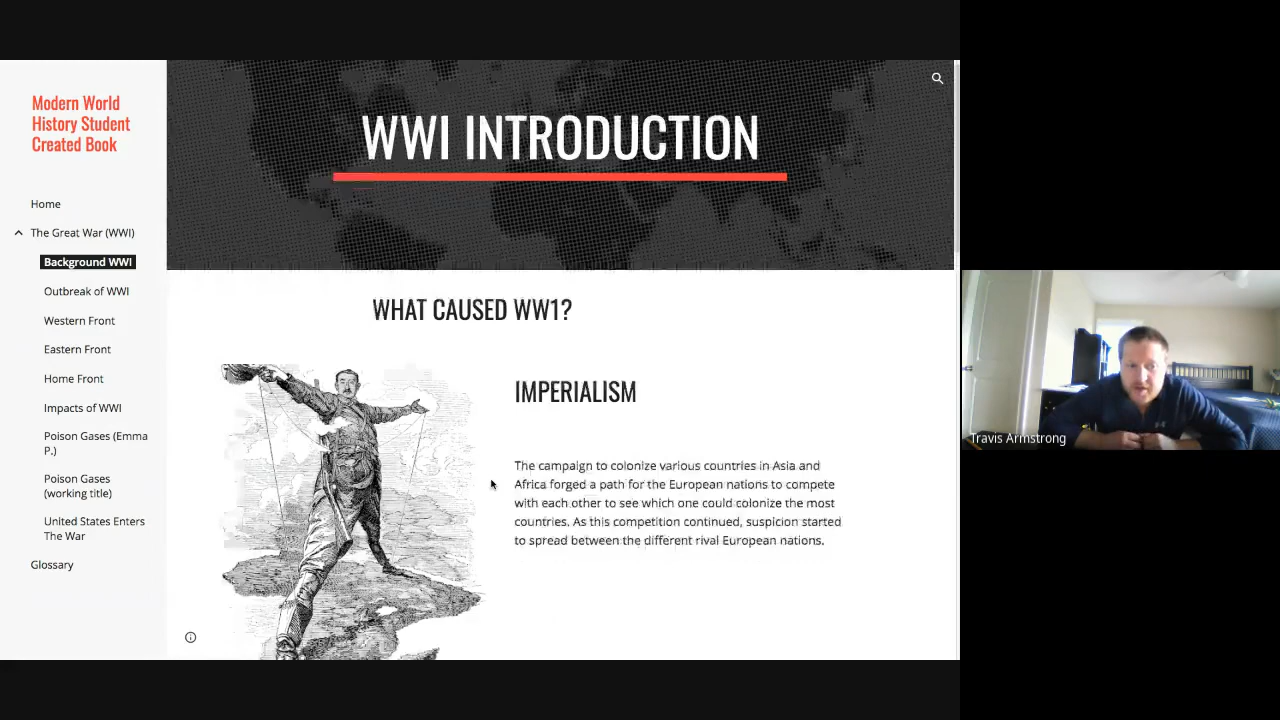 Modern World
History Student
Created Book
Home
The Great War (WWI)
Background WWI
Outbreak of WWI
Western Front
Eastern Front
Home Front
Impacts of WWI
Poison Gases (Emma
P.)
Poison Gases
(working title)
United States Enters
The War
Glossary
WWI INTRODUCTION
WHAT CAUSED WW1?
IMPERIALISM
The campaign to colonize various countries in Asia and
Africa forged a path for the European nations to compete
with each other to see which one could colonize the most
countries. As this competition continued, suspicion started
to spread between the different rival European nations.
Travis Armstrong